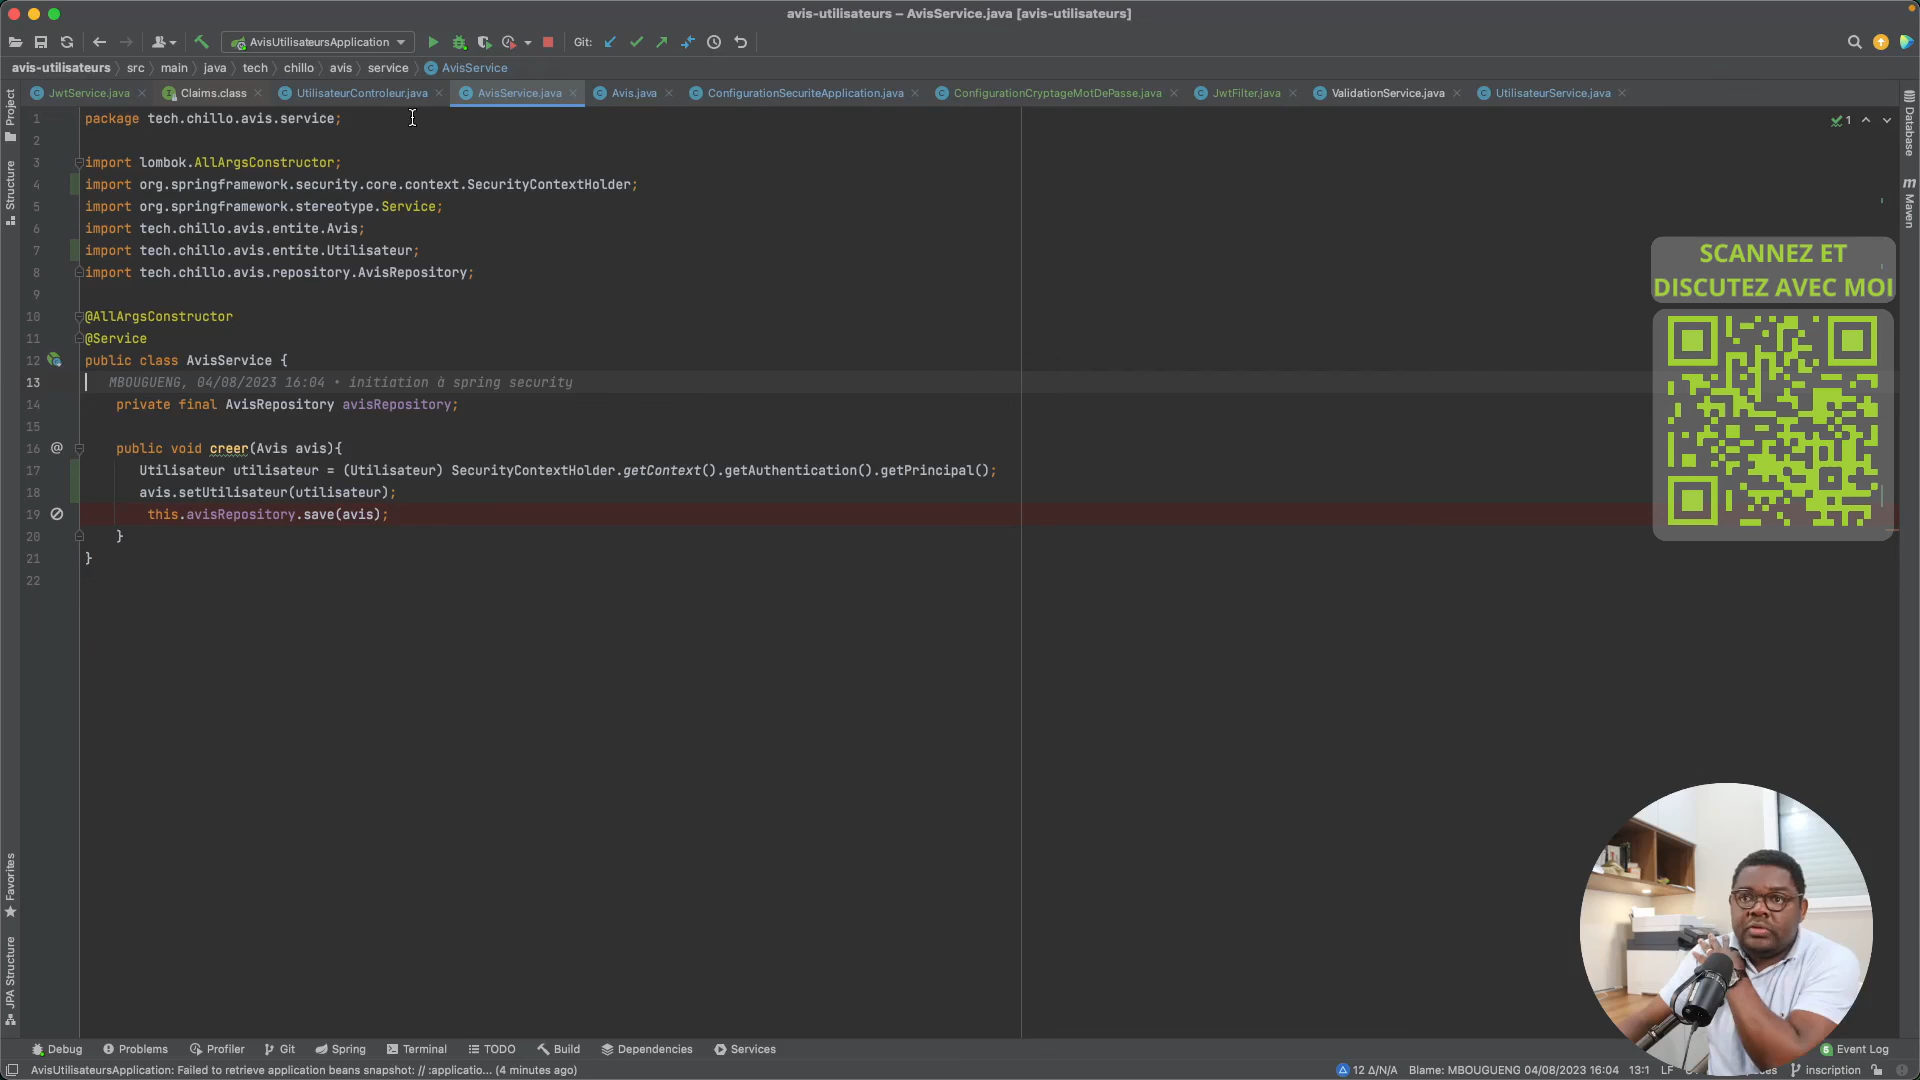 avis-utilisateurs – AvisService.java [avis-utilisateurs]
AvisUtilisateursApplication
Git:
avis-utilisateurs src main java tech chillo avis service AvisService
JwtService.java Claims.class UtilisateurControleur.java AvisService.java Avis.java ConfigurationSecuriteApplication.java ConfigurationCryptageMotDePasse.java JwtFilter.java ValidationService.java UtilisateurService.java
Project
Structure
Favorites
JPA Structure
Database
Maven
1
1 package tech.chillo.avis.service;
2
3 import lombok.AllArgsConstructor;
4 import org.springframework.security.core.context.SecurityContextHolder;
5 import org.springframework.stereotype.Service;
6 import tech.chillo.avis.entite.Avis;
7 import tech.chillo.avis.entite.Utilisateur;
8 import tech.chillo.avis.repository.AvisRepository;
9
10 @AllArgsConstructor
11 @Service
12 public class AvisService {
13 MBOUGUENG, 04/08/2023 16:04 • initiation à spring security
14 private final AvisRepository avisRepository;
15
16 public void creer(Avis avis){
17 Utilisateur utilisateur = (Utilisateur) SecurityContextHolder.getContext().getAuthentication().getPrincipal();
18 avis.setUtilisateur(utilisateur);
19 this.avisRepository.save(avis);
20 }
21 }
22
SCANNEZ ET
DISCUTEZ AVEC MOI
Debug Problems Profiler Git Spring Terminal TODO Build Dependencies Services 5 Event Log
AvisUtilisateursApplication: Failed to retrieve application beans snapshot: // :applicatio... (4 minutes ago) 12 Δ/N/A Blame: MBOUGUENG 04/08/2023 16:04 13:1 LF inscription